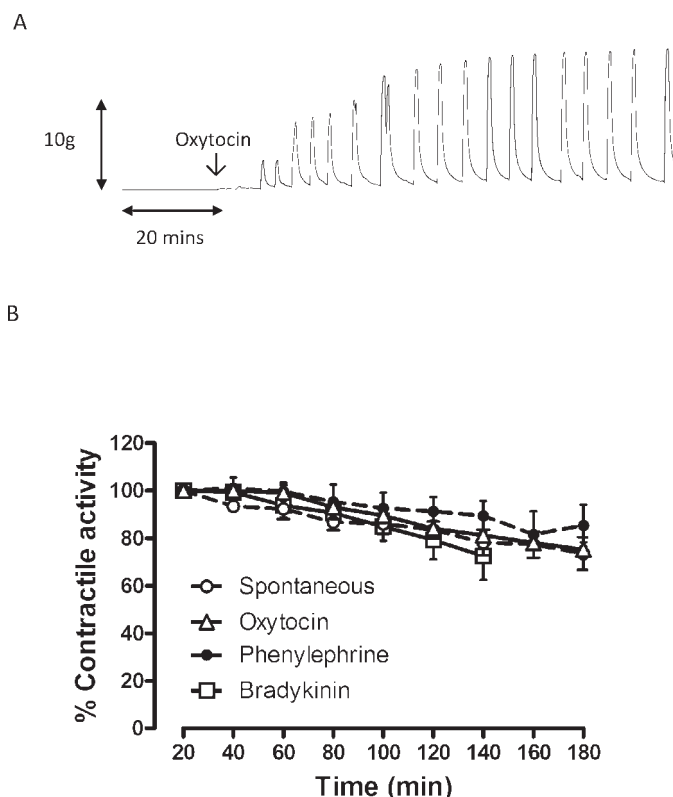 A
10g
Oxytocin
20 mins
B
% Contractile activity
120
100
80
60
40
20
0
Spontaneous
Oxytocin
Phenylephrine
Bradykinin
20 40 60 80 100 120 140 160 180
Time (min)